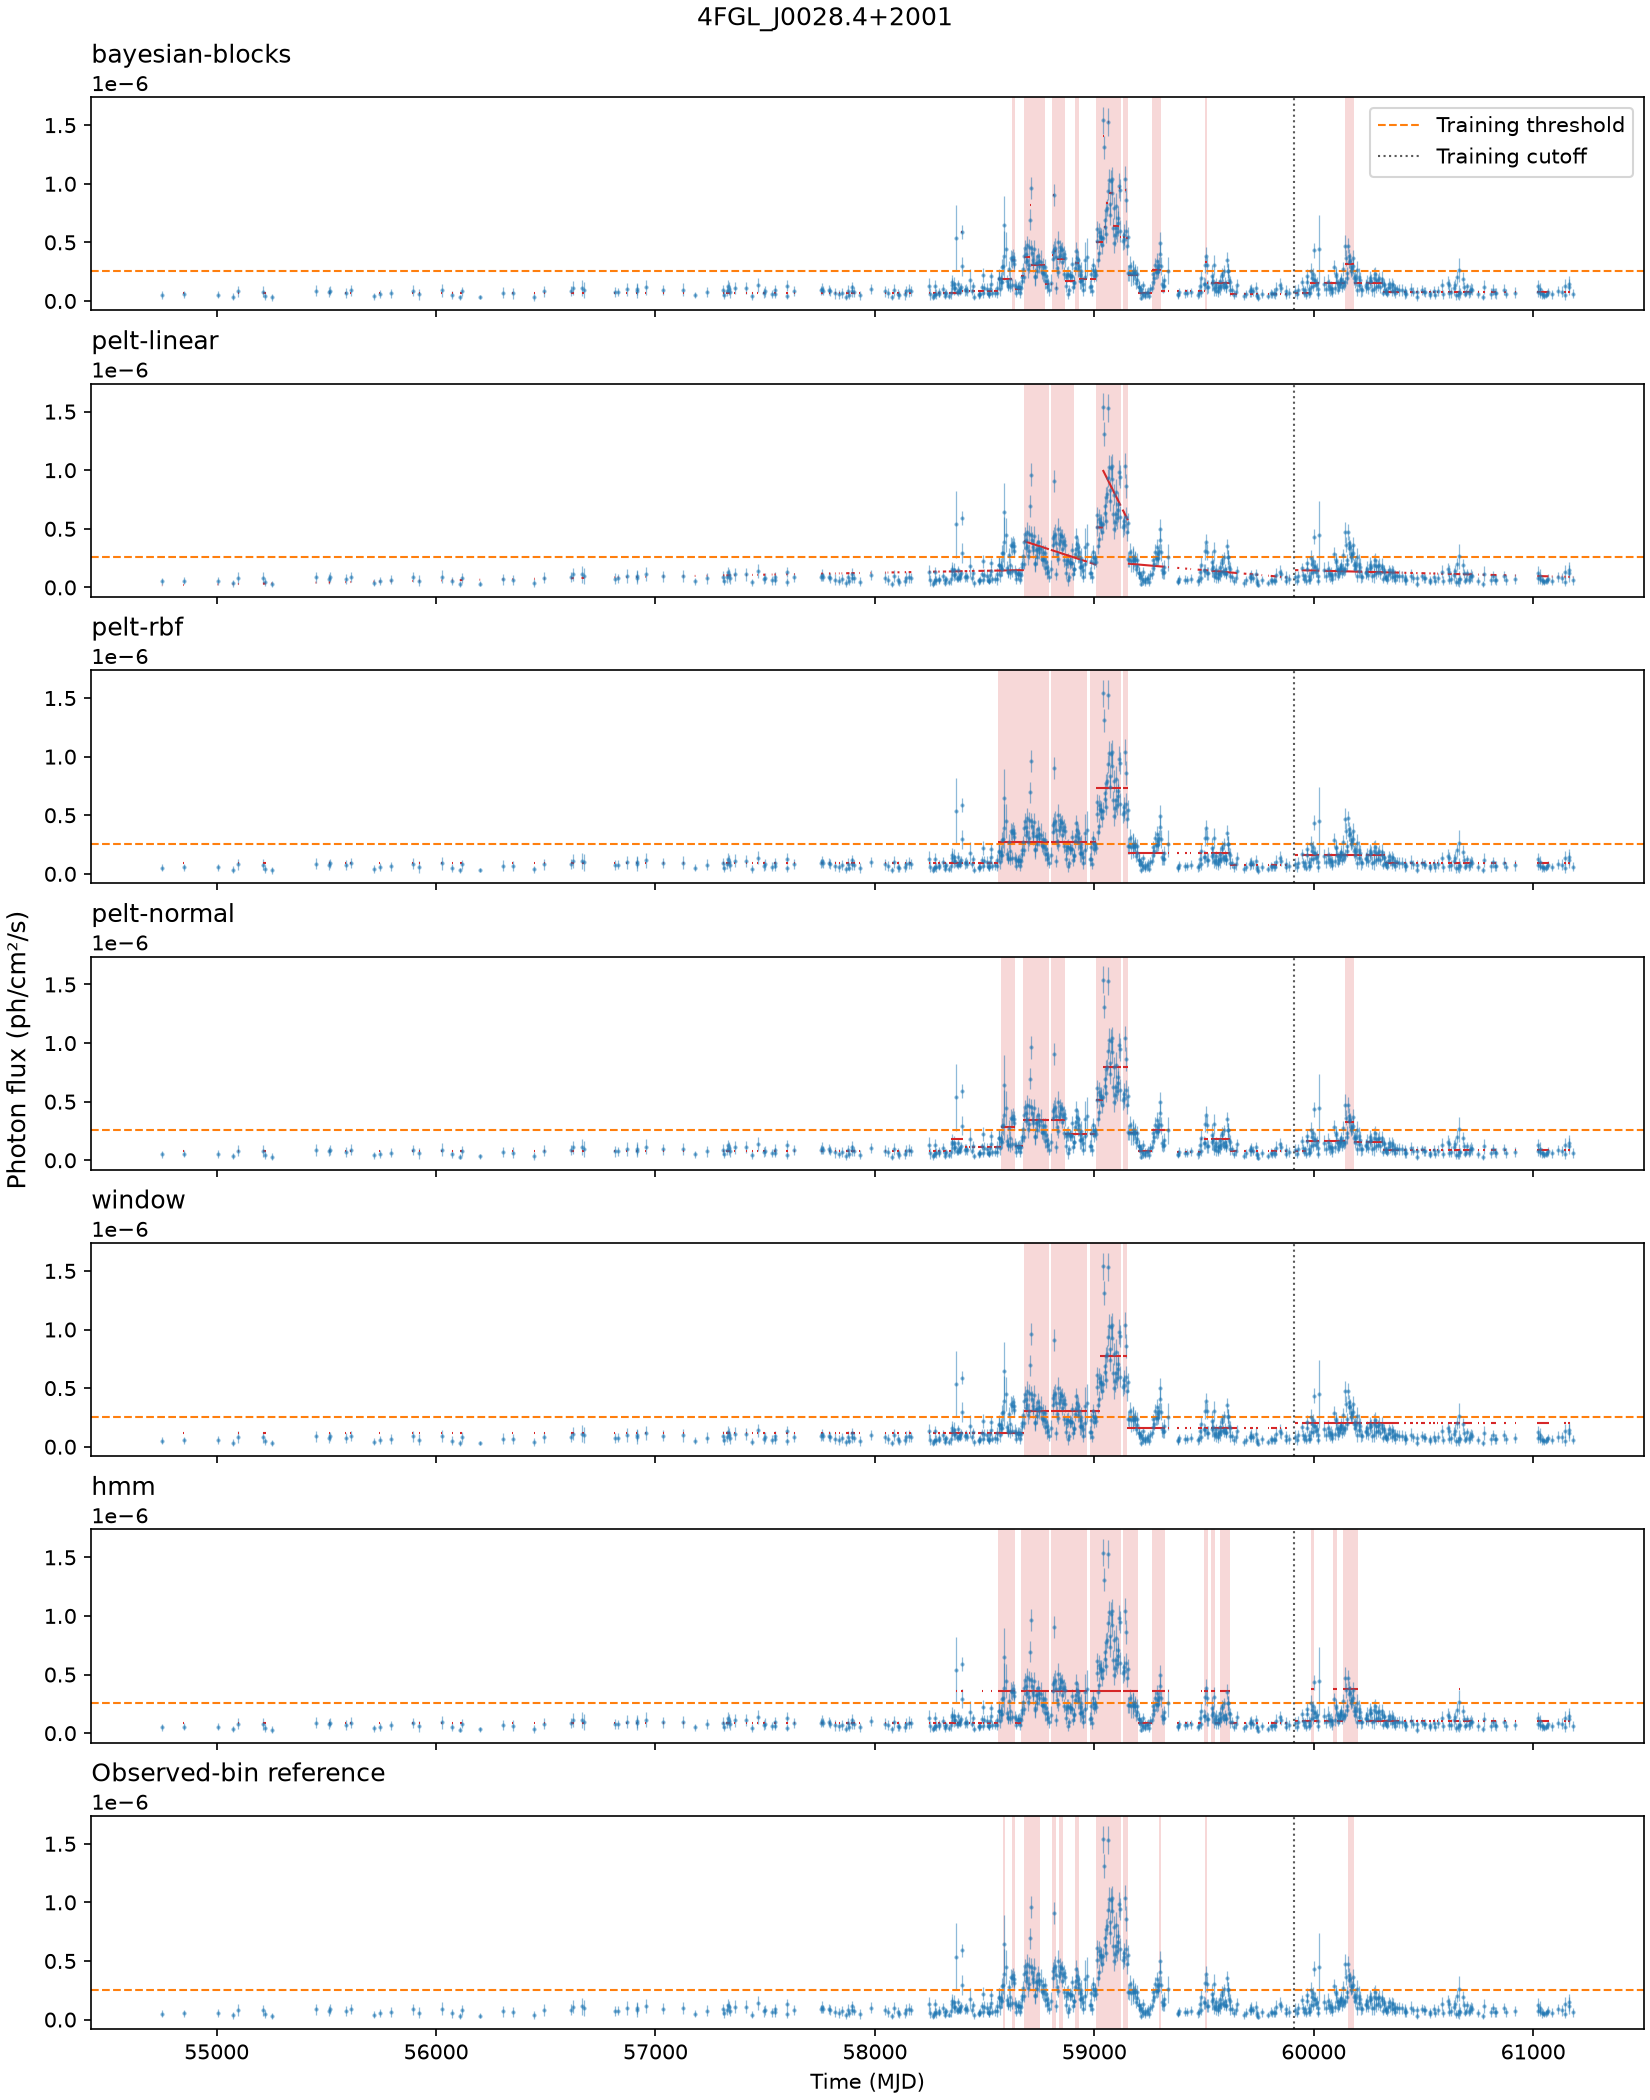 4FGL_J0028.4+2001
bayesian-blocks
1e−6
1.5
1.0
0.5
0.0
Training threshold
Training cutoff
pelt-linear
1e−6
1.5
1.0
0.5
0.0
pelt-rbf
1e−6
1.5
1.0
0.5
0.0
pelt-normal
1e−6
1.5
1.0
0.5
0.0
Photon flux (ph/cm²/s)
window
1e−6
1.5
1.0
0.5
0.0
hmm
1e−6
1.5
1.0
0.5
0.0
Observed-bin reference
1e−6
1.5
1.0
0.5
0.0
55000 56000 57000 58000 59000 60000 61000
Time (MJD)